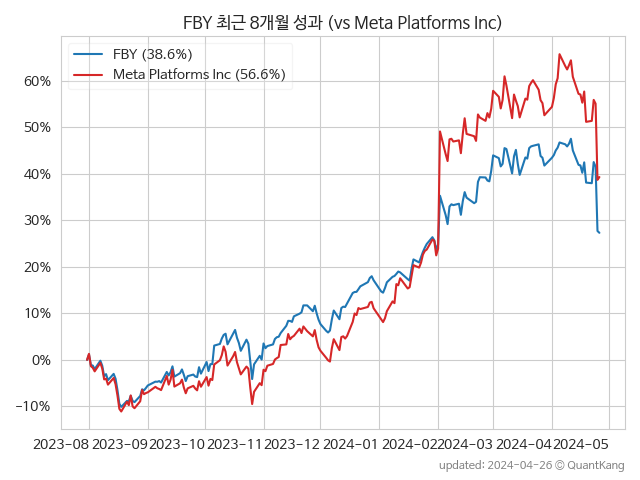 FBY 최근 8개월 성과 (vs Meta Platforms Inc)
FBY (38.6%)
Meta Platforms Inc (56.6%)
60%
50%
40%
30%
20%
10%
0%
−10%
2023−08 2023−09 2023−10 2023−11 2023−12 2024−01 2024−02 2024−03 2024−04 2024−05
updated: 2024−04−26 © QuantKang